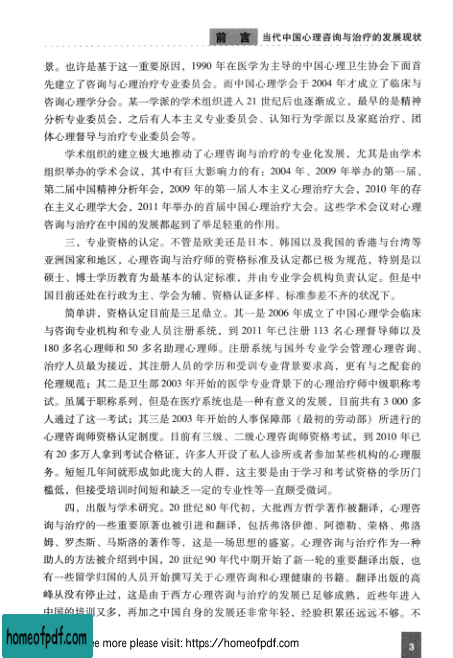 前 言 当代中国心理咨询与治疗的发展现状
景。也许是基于这一重要原因，1990 年在医学为主导的中国心理卫生协会下面首
先建立了咨询与心理治疗专业委员会。而中国心理学会于 2004 年才成立了临床与
咨询心理学分会。某一学派的学术组织进入 21 世纪后也逐渐成立，最早的是精神
分析专业委员会，之后有人本主义专业委员会、认知行为学派以及家庭治疗、团
体心理督导与治疗专业委员会等。
学术组织的建立极大地推动了心理咨询与治疗的专业化发展，尤其是由学术
组织举办的学术会议，其中有巨大影响力的有：2004 年、2009 年举办的第一届、
第二届中国精神分析年会，2009 年的第一届人本主义心理治疗大会，2010 年的存
在主义心理学大会，2011 年举办的首届中国心理治疗大会。这些学术会议对心理
咨询与治疗在中国的发展都起到了举足轻重的作用。
三，专业资格的认定。不管是欧美还是日本、韩国以及我国的香港与台湾等
亚洲国家和地区，心理咨询与治疗师的资格标准及认定都已极为规范，特别是以
硕士、博士学历教育为最基本的认定标准，并由专业学会机构负责认定。但是中
国目前还处在行政为主、学会为辅、资格认证多样、标准参差不齐的状况下。
简单讲，资格认定目前是三足鼎立。其一是 2006 年成立了中国心理学会临床
与咨询专业机构和专业人员注册系统，到 2011 年已注册 113 名心理督导师以及
180 多名心理师和 50 多名助理心理师。注册系统与国外专业学会管理心理咨询、
治疗人员最为接近，其注册人员的学历和受训专业背景要求高，更有与之配套的
伦理规范；其二是卫生部 2003 年开始的医学专业背景下的心理治疗师中级职称考
试。虽属于职称系列，但是在医疗系统也是一种有意义的发展，目前共有 3 000 多
人通过了这一考试；其三是 2003 年开始的人事保障部（最初的劳动部）所进行的
心理咨询师资格认定制度。目前有三级、二级心理咨询师资格考试，到 2010 年已
有 20 多万人拿到考试合格证，许多人开设了私人诊所或者参加某些机构的心理服
务。短短几年间就形成如此庞大的人群，这主要是由于学习和考试资格的学历门
槛低，但接受培训时间短和缺乏一定的专业性等一直颇受微词。
四，出版与学术研究。20 世纪 80 年代初，大批西方哲学著作被翻译，心理咨
询与治疗的一些重要原著也被引进和翻译，包括弗洛伊德、阿德勒、荣格、弗洛
姆、罗杰斯、马斯洛的著作等，这是一场思想的盛宴。心理咨询与治疗作为一种
助人的方法被介绍到中国，20 世纪 90 年代中期开始了新一轮的重要翻译出版，也
有一些留学归国的人员开始撰写关于心理咨询和心理健康的书籍。翻译出版的高
峰从没有停止过，这是由于西方心理咨询与治疗的发展已足够成熟，近些年进入
中国的培训又多，再加之中国自身的发展还非常年轻，经验积累还远远不够。不
homeofpdf.com ee more please visit: https://homeofpdf.com
3